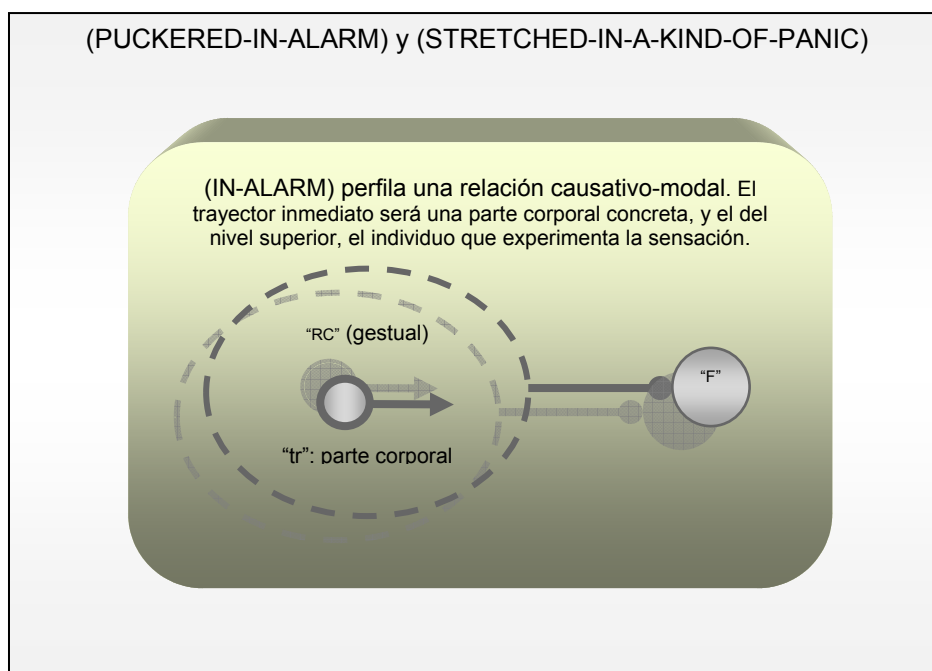 (PUCKERED-IN-ALARM) y (STRETCHED-IN-A-KIND-OF-PANIC)
(IN-ALARM) perfila una relación causativo-modal. El
trayector inmediato será una parte corporal concreta, y el del
nivel superior, el individuo que experimenta la sensación.
“RC” (gestual)
“F”
“tr”: parte corporal